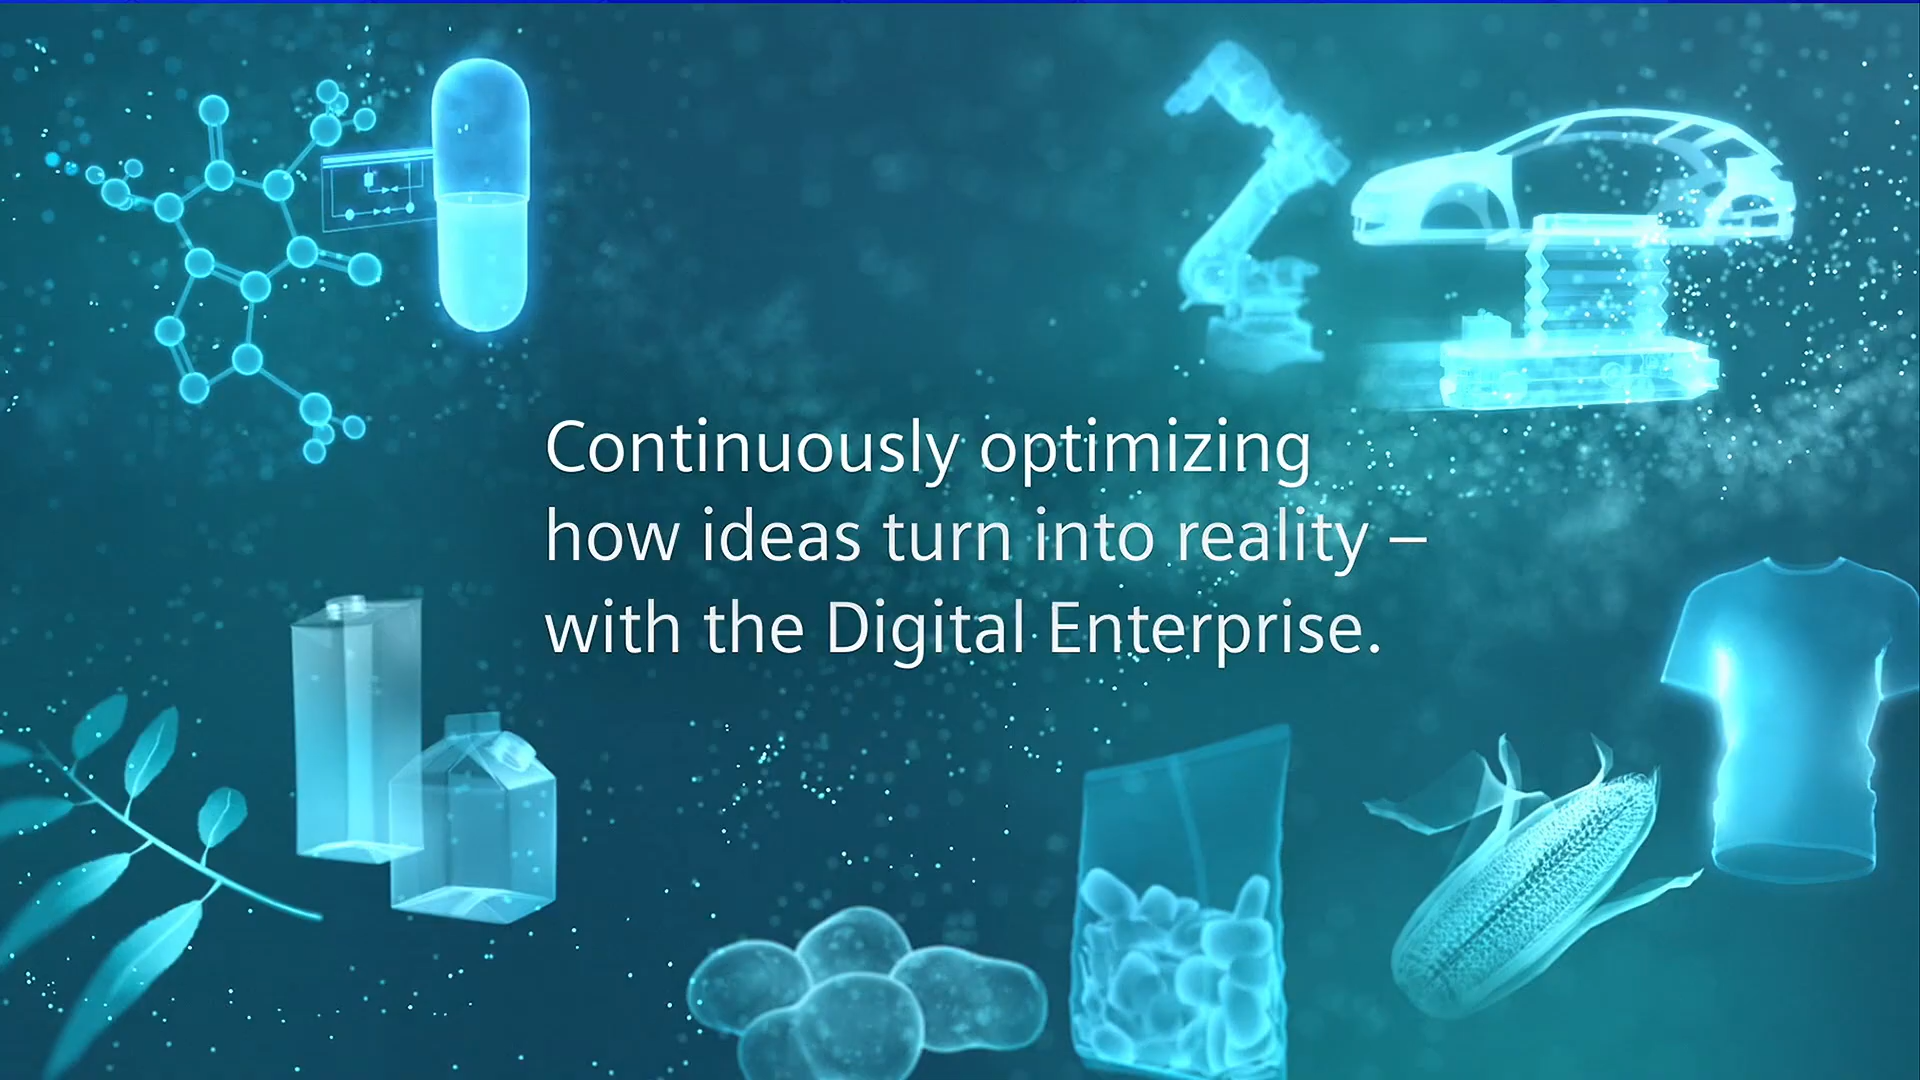 Continuously optimizing
how ideas turn into reality –
with the Digital Enterprise.